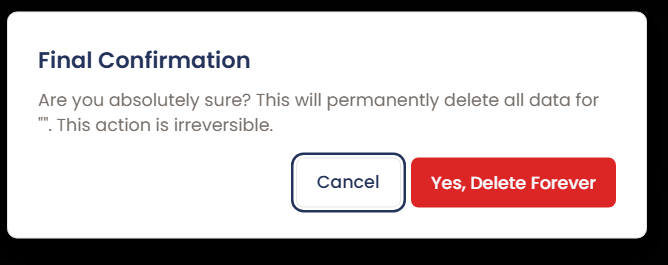 Final Confirmation
Are you absolutely sure? This will permanently delete all data for
"". This action is irreversible.
Cancel
Yes, Delete Forever